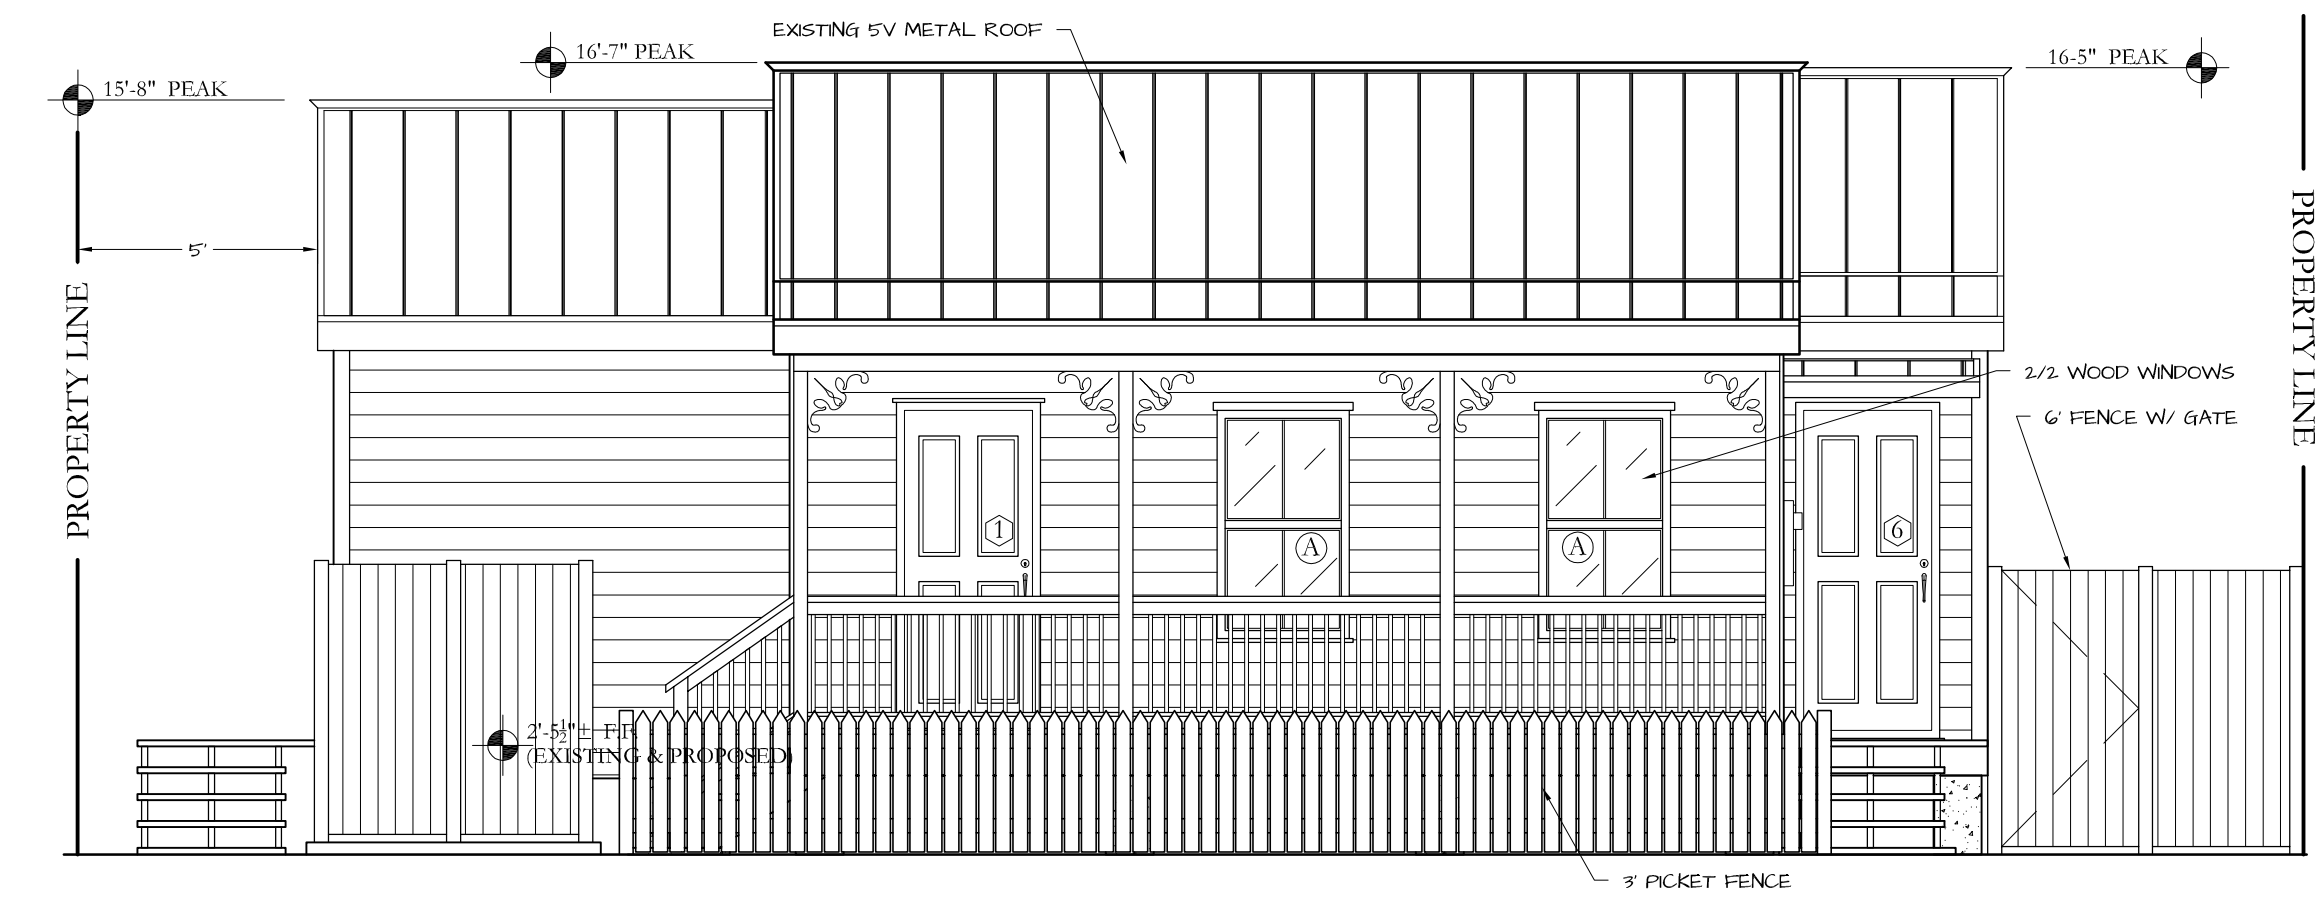 EXISTING 5V METAL ROOF
16'-7" PEAK
16-5" PEAK
15'-8" PEAK
5'
PROPERTY LINE
PROPERTY LINE
2/2 WOOD WINDOWS
6' FENCE W/ GATE
1
A
A
6
2'-5½"± F.F.
(EXISTING & PROPOSED)
3' PICKET FENCE